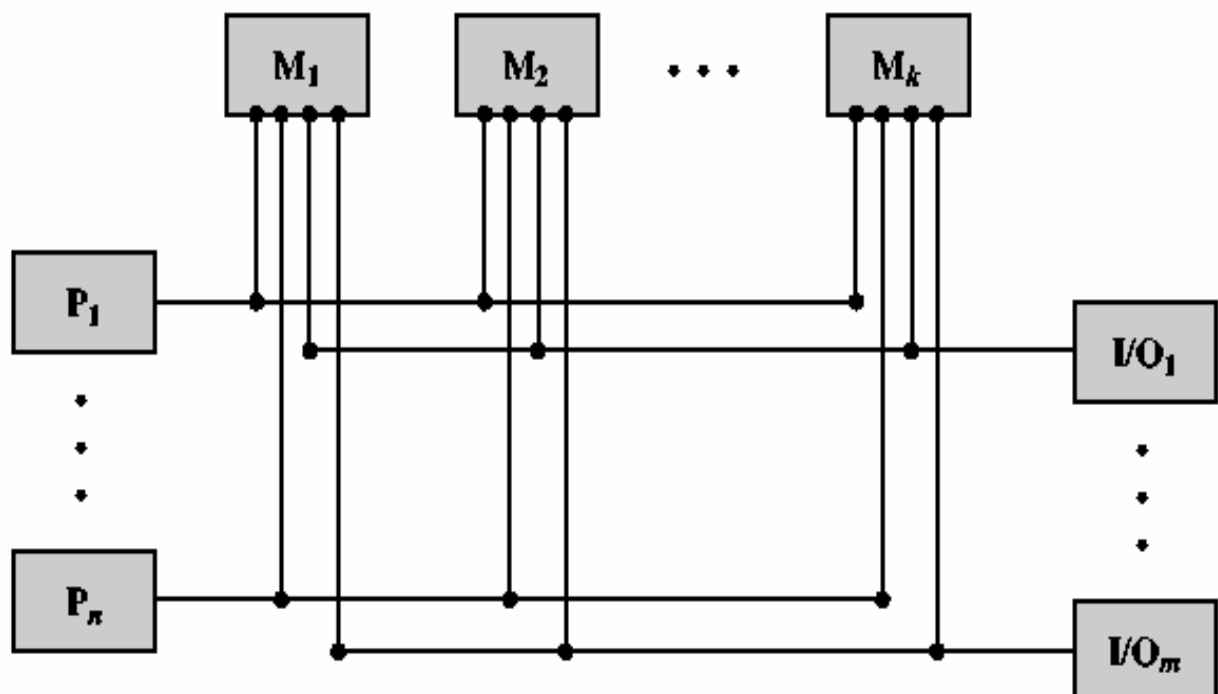 M₁ M₂ • • • Mₖ
P₁
I/O₁
Pₙ
I/Oₘ